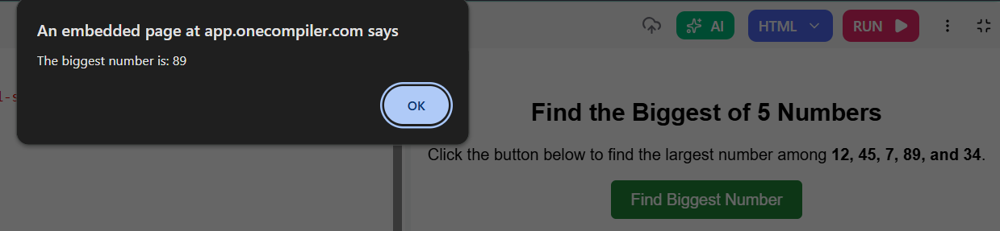 An embedded page at app.onecompiler.com says
The biggest number is: 89
OK
AI
HTML
RUN
Find the Biggest of 5 Numbers
Click the button below to find the largest number among 12, 45, 7, 89, and 34.
Find Biggest Number